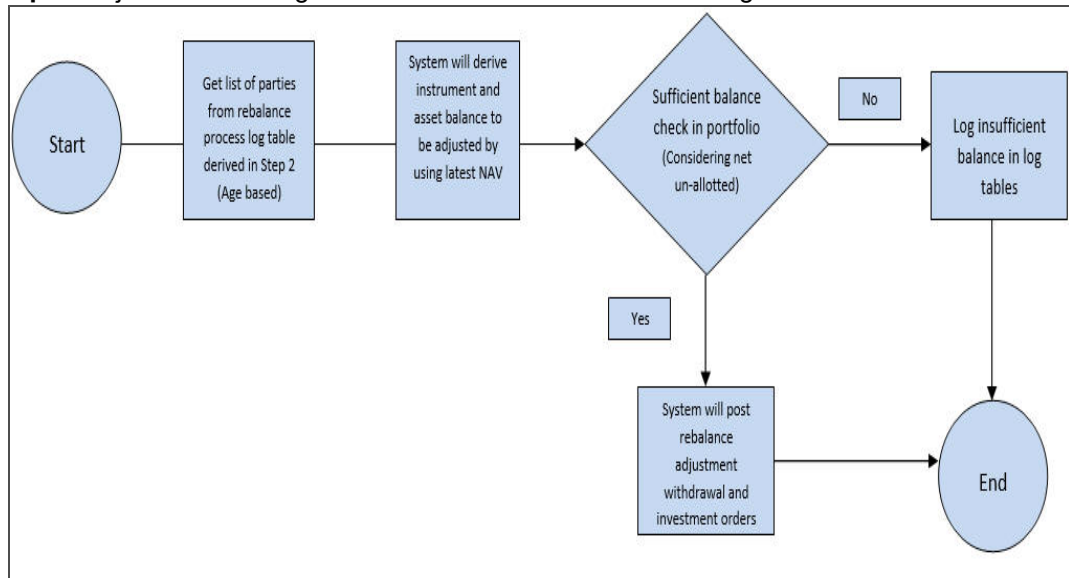 Start
Get list of parties
from rebalance
process log table
derived in Step 2
(Age based)
System will derive
instrument and
asset balance to
be adjusted by
using latest NAV
Sufficient balance
check in portfolio
(Considering net
un-allotted)
No
Log insufficient
balance in log
tables
Yes
System will post
rebalance
adjustment
withdrawal and
investment orders
End